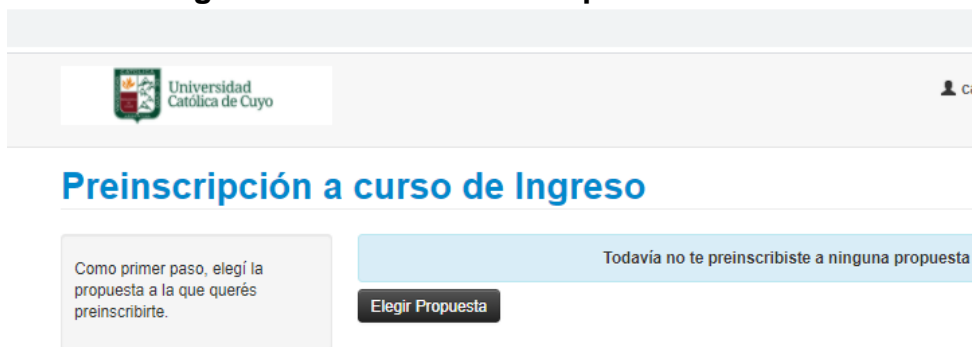 Universidad
Católica de Cuyo
Preinscripción a curso de Ingreso
Como primer paso, elegí la
propuesta a la que querés
preinscribirte.
Todavía no te preinscribiste a ninguna propuesta
Elegir Propuesta